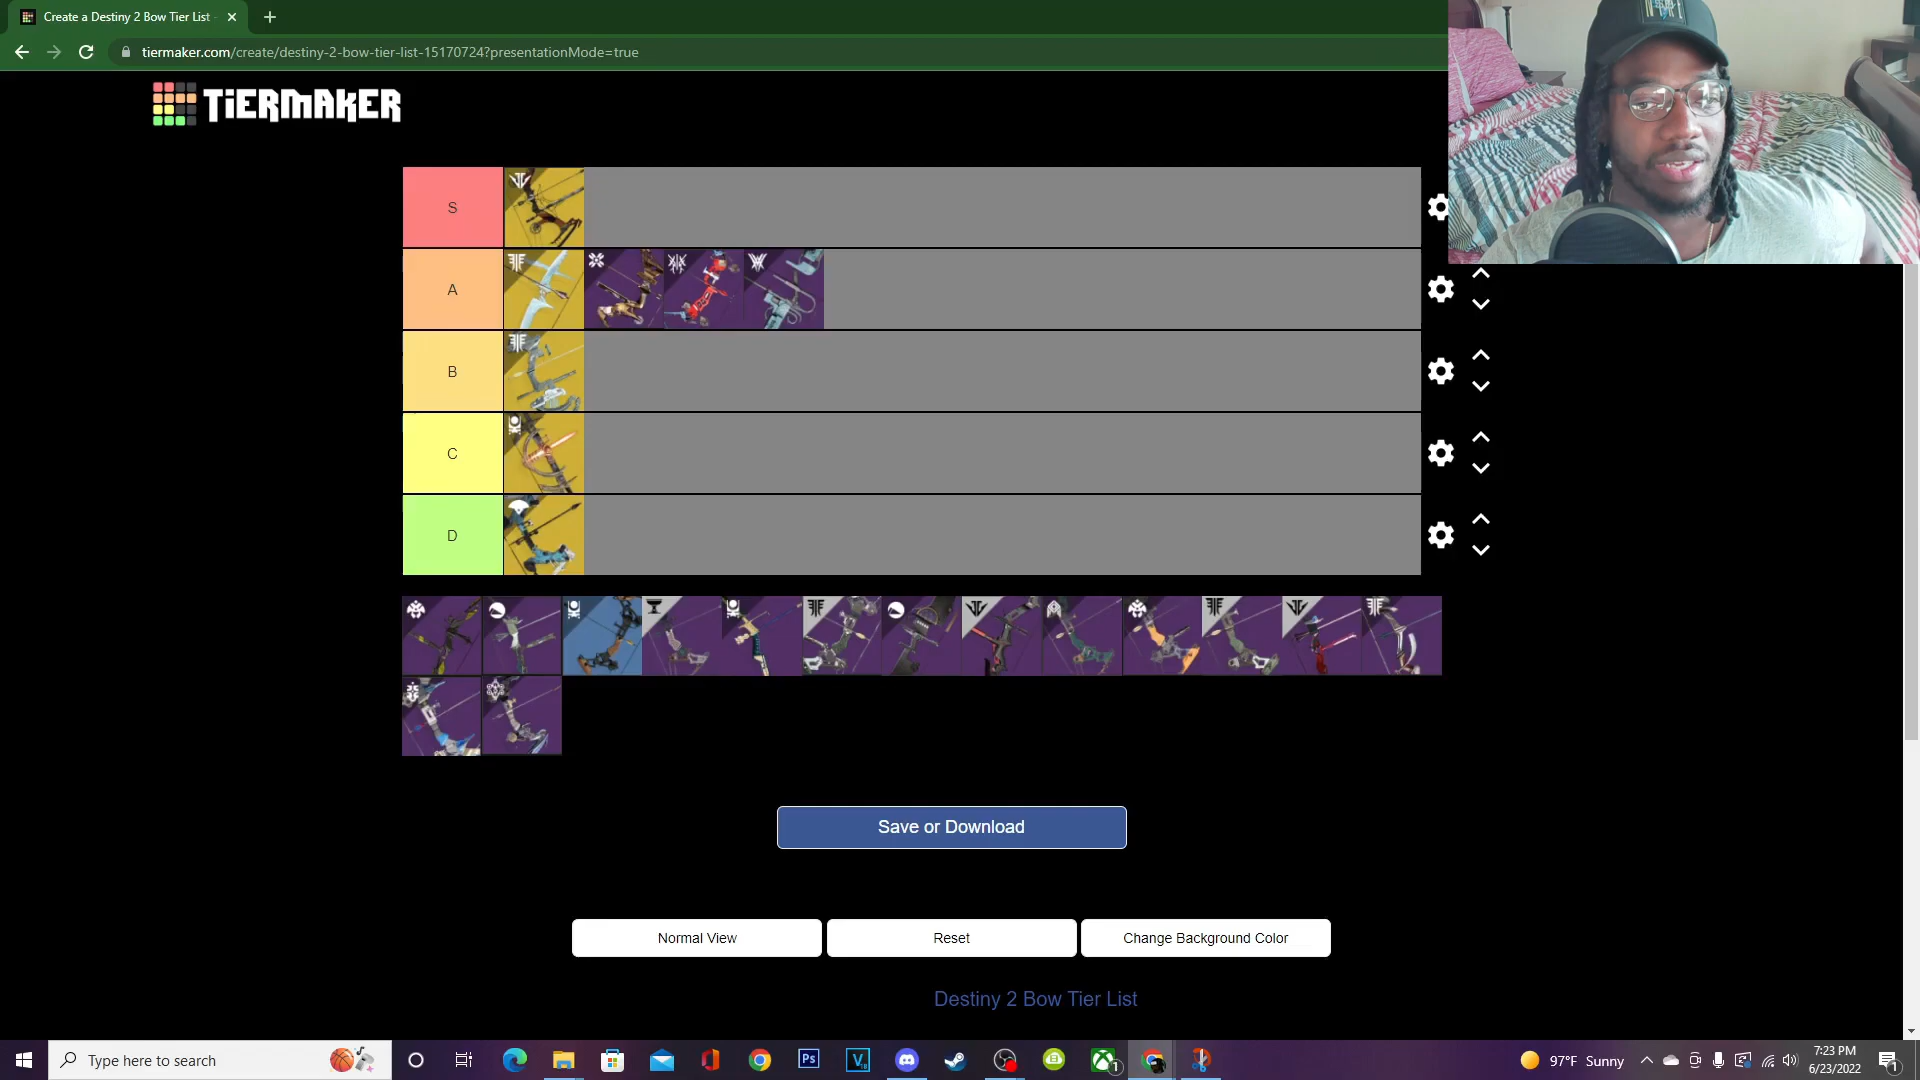 Create a Destiny 2 Bow Tier List
tiermaker.com/create/destiny-2-bow-tier-list-15170724?presentationMode=true
TiERMAKER
S
A
B
C
D
Save or Download
Normal View
Reset
Change Background Color
Destiny 2 Bow Tier List
Type here to search
97°F Sunny
7:23 PM
6/23/2022